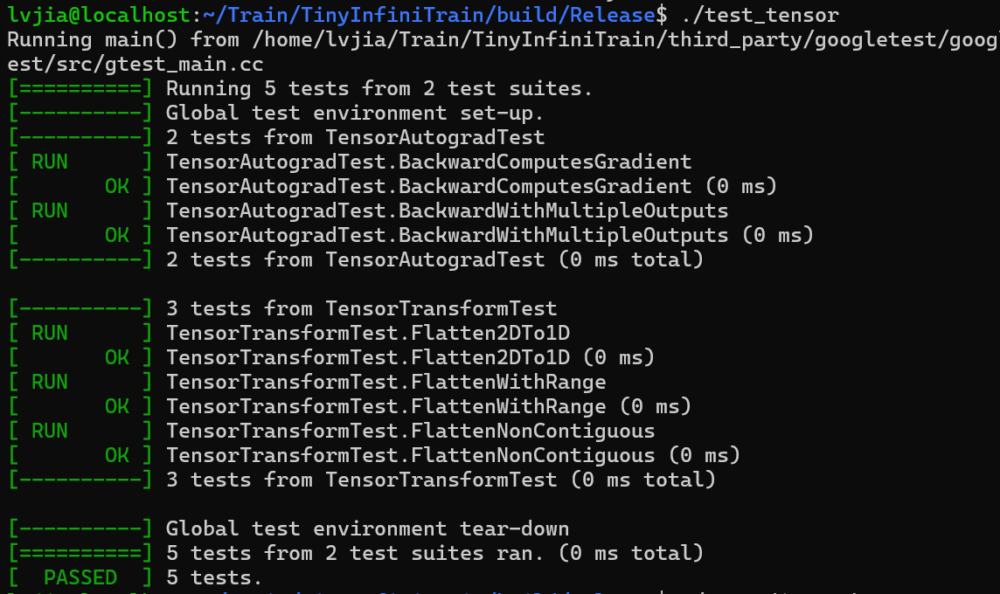 lvjia@localhost:~/Train/TinyInfiniTrain/build/Release$ ./test_tensor
Running main() from /home/lvjia/Train/TinyInfiniTrain/third_party/googletest/googl
est/src/gtest_main.cc
[==========] Running 5 tests from 2 test suites.
[----------] Global test environment set-up.
[----------] 2 tests from TensorAutogradTest
[ RUN      ] TensorAutogradTest.BackwardComputesGradient
[       OK ] TensorAutogradTest.BackwardComputesGradient (0 ms)
[ RUN      ] TensorAutogradTest.BackwardWithMultipleOutputs
[       OK ] TensorAutogradTest.BackwardWithMultipleOutputs (0 ms)
[----------] 2 tests from TensorAutogradTest (0 ms total)
[----------] 3 tests from TensorTransformTest
[ RUN      ] TensorTransformTest.Flatten2DTo1D
[       OK ] TensorTransformTest.Flatten2DTo1D (0 ms)
[ RUN      ] TensorTransformTest.FlattenWithRange
[       OK ] TensorTransformTest.FlattenWithRange (0 ms)
[ RUN      ] TensorTransformTest.FlattenNonContiguous
[       OK ] TensorTransformTest.FlattenNonContiguous (0 ms)
[----------] 3 tests from TensorTransformTest (0 ms total)
[----------] Global test environment tear-down
[==========] 5 tests from 2 test suites ran. (0 ms total)
[  PASSED  ] 5 tests.